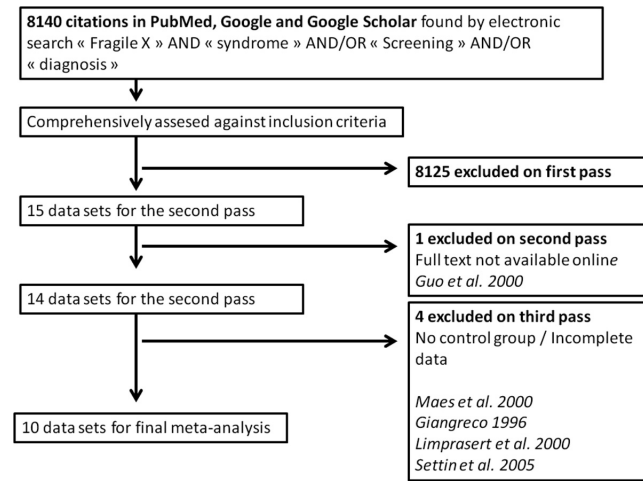 8140 citations in PubMed, Google and Google Scholar found by electronic
search « Fragile X » AND « syndrome » AND/OR « Screening » AND/OR
« diagnosis »
Comprehensively assesed against inclusion criteria
8125 excluded on first pass
15 data sets for the second pass
1 excluded on second pass
Full text not available online
Guo et al. 2000
14 data sets for the second pass
4 excluded on third pass
No control group / Incomplete
data
Maes et al. 2000
Giangreco 1996
Limprasert et al. 2000
Settin et al. 2005
10 data sets for final meta-analysis